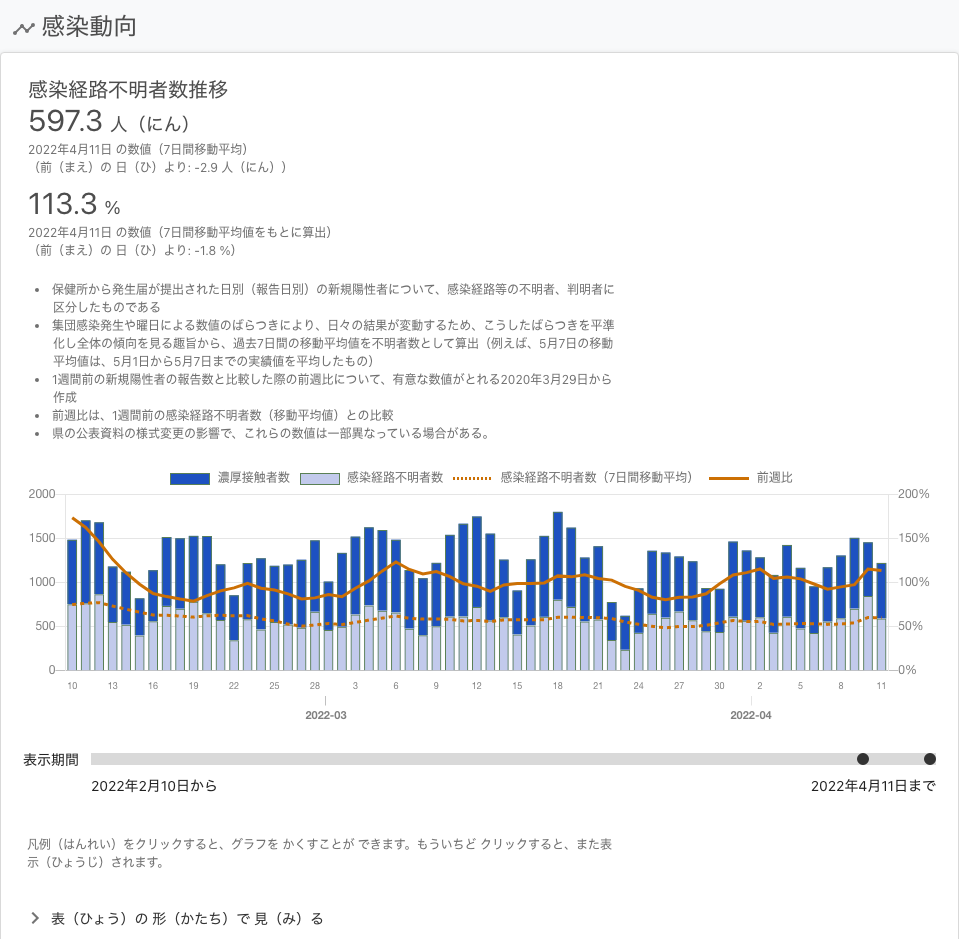 感染動向
感染経路不明者数推移
597.3 人（にん）
2022年4月11日 の数値（7日間移動平均）
（前（まえ）の 日（ひ）より: -2.9 人（にん））
113.3 %
2022年4月11日 の数値（7日間移動平均値をもとに算出）
（前（まえ）の 日（ひ）より: -1.8 %）
• 保健所から発生届が提出された日別（報告日別）の新規陽性者について、感染経路等の不明者、判明者に
区分したものである
• 集団感染発生や曜日による数値のばらつきにより、日々の結果が変動するため、こうしたばらつきを平準
化し全体の傾向を見る趣旨から、過去7日間の移動平均値を不明者数として算出（例えば、5月7日の移動
平均値は、5月1日から5月7日までの実績値を平均したもの）
• 1週間前の新規陽性者の報告数と比較した際の前週比について、有意な数値がとれる2020年3月29日から
作成
• 前週比は、1週間前の感染経路不明者数（移動平均値）との比較
• 県の公表資料の様式変更の影響で、これらの数値は一部異なっている場合がある。
濃厚接触者数 感染経路不明者数 感染経路不明者数（7日間移動平均） 前週比
2000 200%
1500 150%
1000 100%
500 50%
0 0%
10 13 16 19 22 25 28 3 6 9 12 15 18 21 24 27 30 2 5 8 11
2022-03 2022-04
表示期間
2022年2月10日から 2022年4月11日まで
凡例（はんれい）をクリックすると、グラフを かくすことが できます。もういちど クリックすると、また表
示（ひょうじ）されます。
表（ひょう）の 形（かたち）で 見（み）る